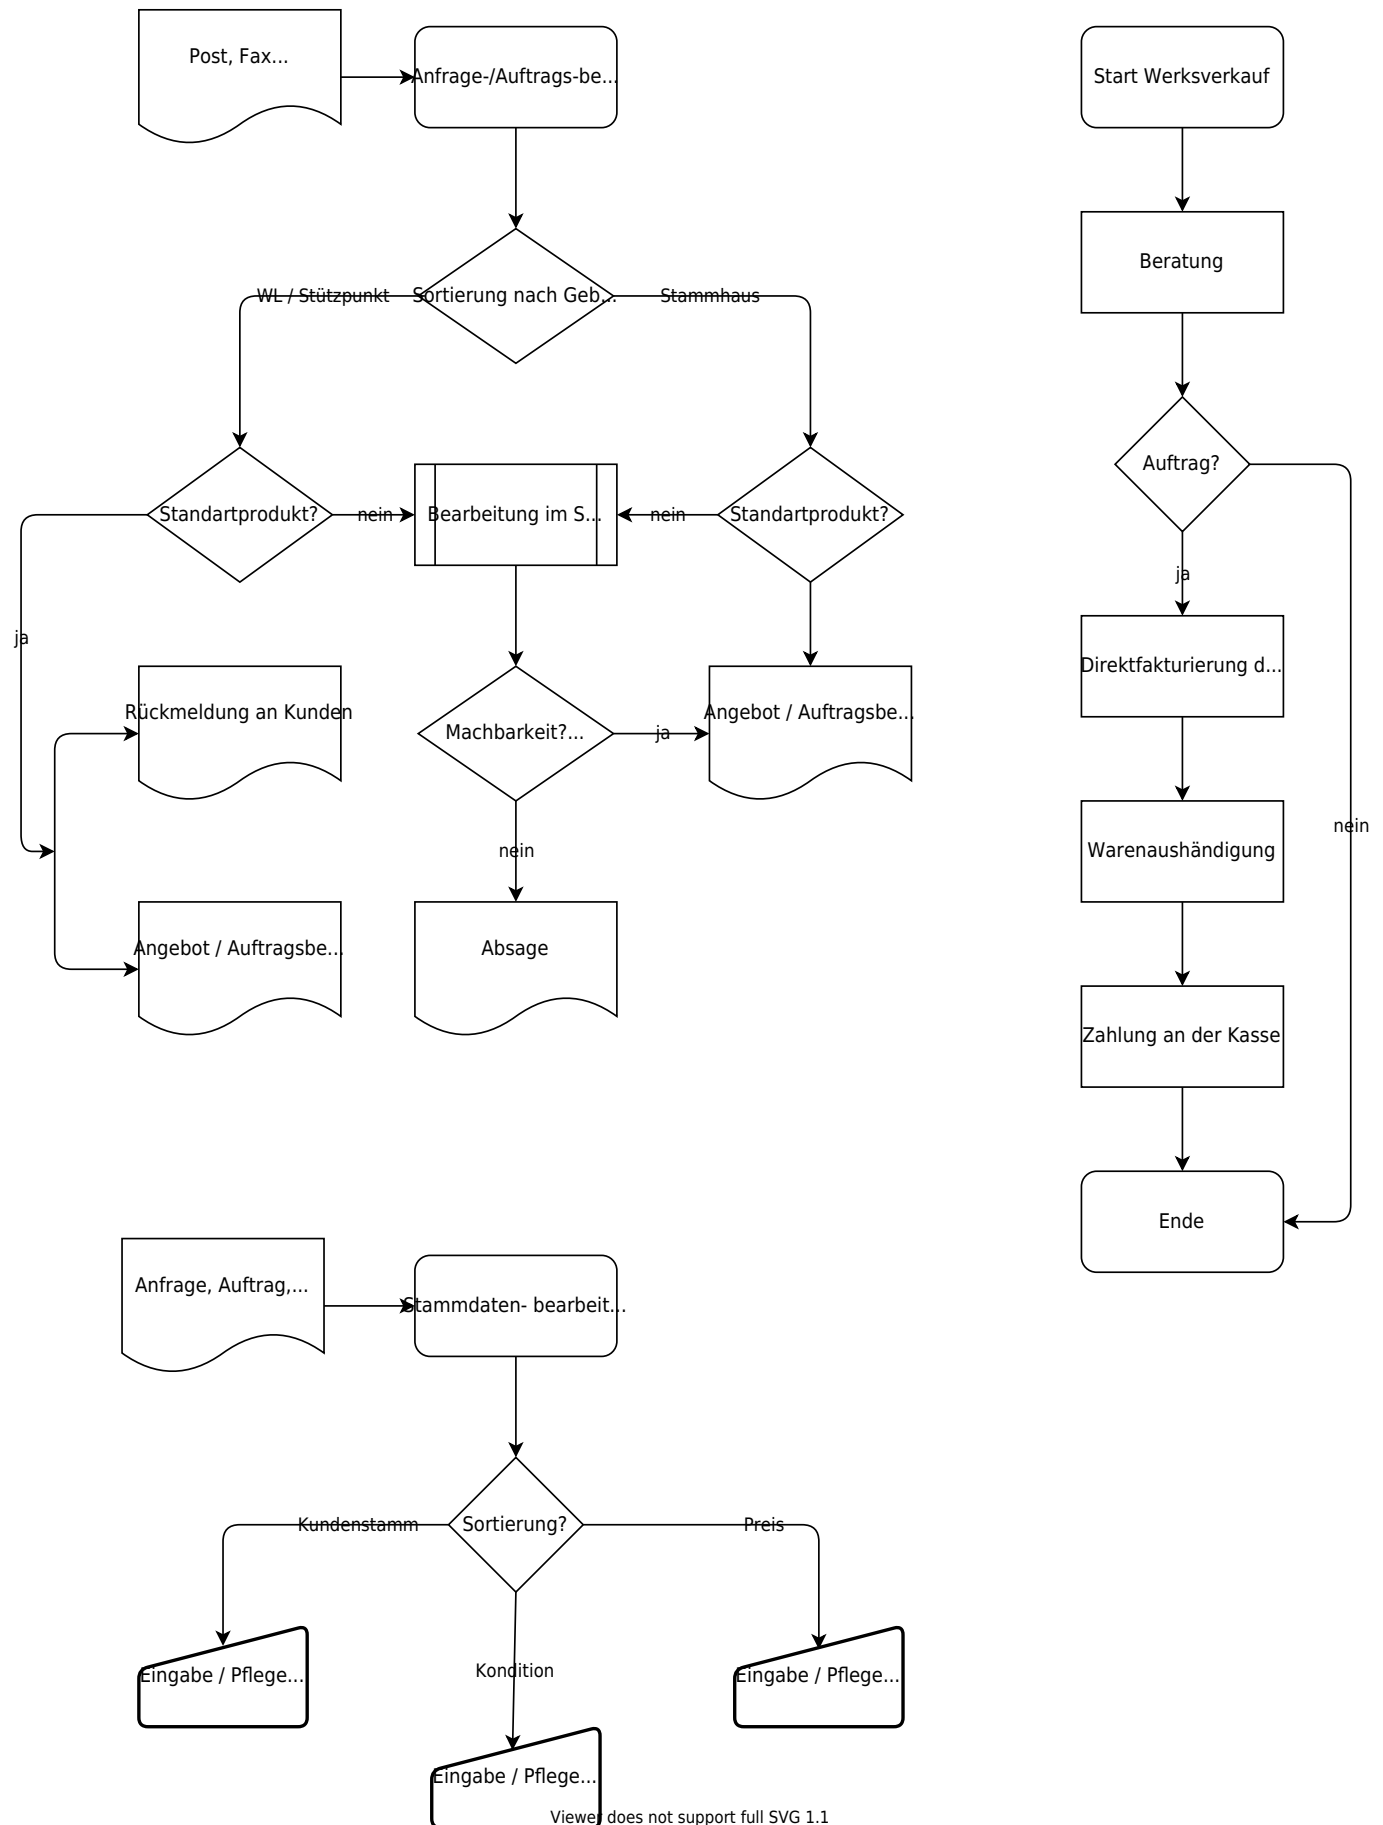 Post, Fax...
Anfrage-/Auftrags-be...
Start Werksverkauf
Beratung
WL / Stützpunkt
Sortierung nach Geb...
Stammhaus
Auftrag?
Standartprodukt?
nein
Bearbeitung im S...
nein
Standartprodukt?
ja
ja
Direktfakturierung d...
Rückmeldung an Kunden
Machbarkeit?...
ja
Angebot / Auftragsbe...
nein
nein
Warenaushändigung
Angebot / Auftragsbe...
Absage
Zahlung an der Kasse
Ende
Anfrage, Auftrag,...
Stammdaten- bearbeit...
Kundenstamm
Sortierung?
Preis
Kondition
Eingabe / Pflege...
Eingabe / Pflege...
Eingabe / Pflege...
Viewer does not support full SVG 1.1